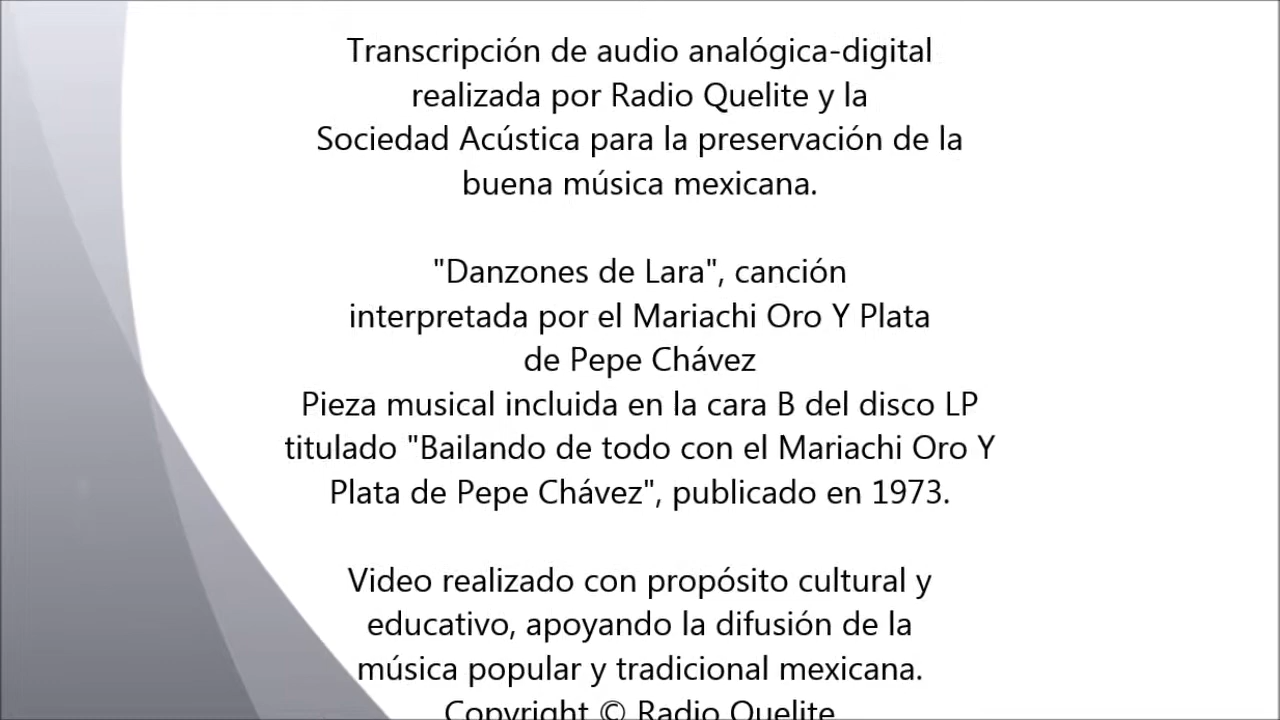 Transcripción de audio analógica-digital
realizada por Radio Quelite y la
Sociedad Acústica para la preservación de la
buena música mexicana.
"Danzones de Lara", canción
interpretada por el Mariachi Oro Y Plata
de Pepe Chávez
Pieza musical incluida en la cara B del disco LP
titulado "Bailando de todo con el Mariachi Oro Y
Plata de Pepe Chávez", publicado en 1973.
Video realizado con propósito cultural y
educativo, apoyando la difusión de la
música popular y tradicional mexicana.
Copyright © Radio Quelite